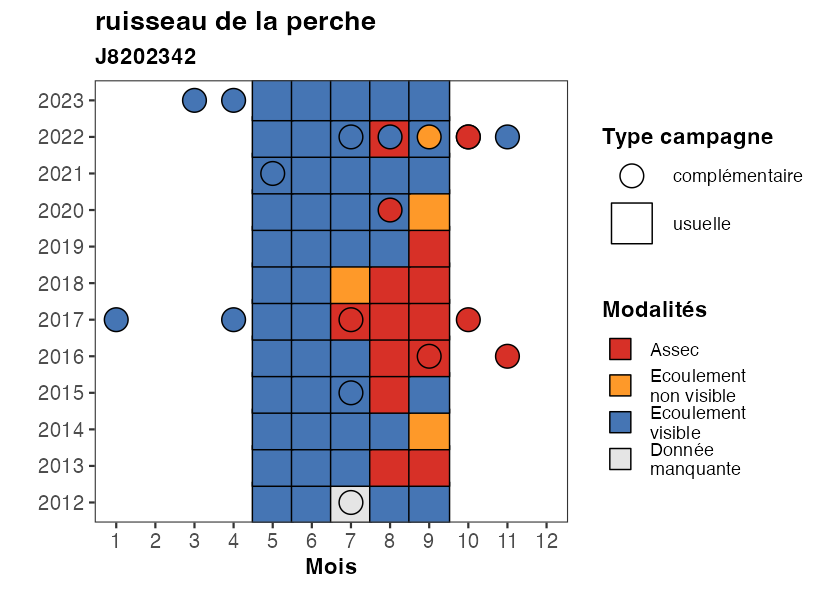 ruisseau de la perche
J8202342
2023
2022
2021
2020
2019
2018
2017
2016
2015
2014
2013
2012
1 2 3 4 5 6 7 8 9 10 11 12
Mois
Type campagne
complémentaire
usuelle
Modalités
Assec
Ecoulement
non visible
Ecoulement
visible
Donnée
manquante